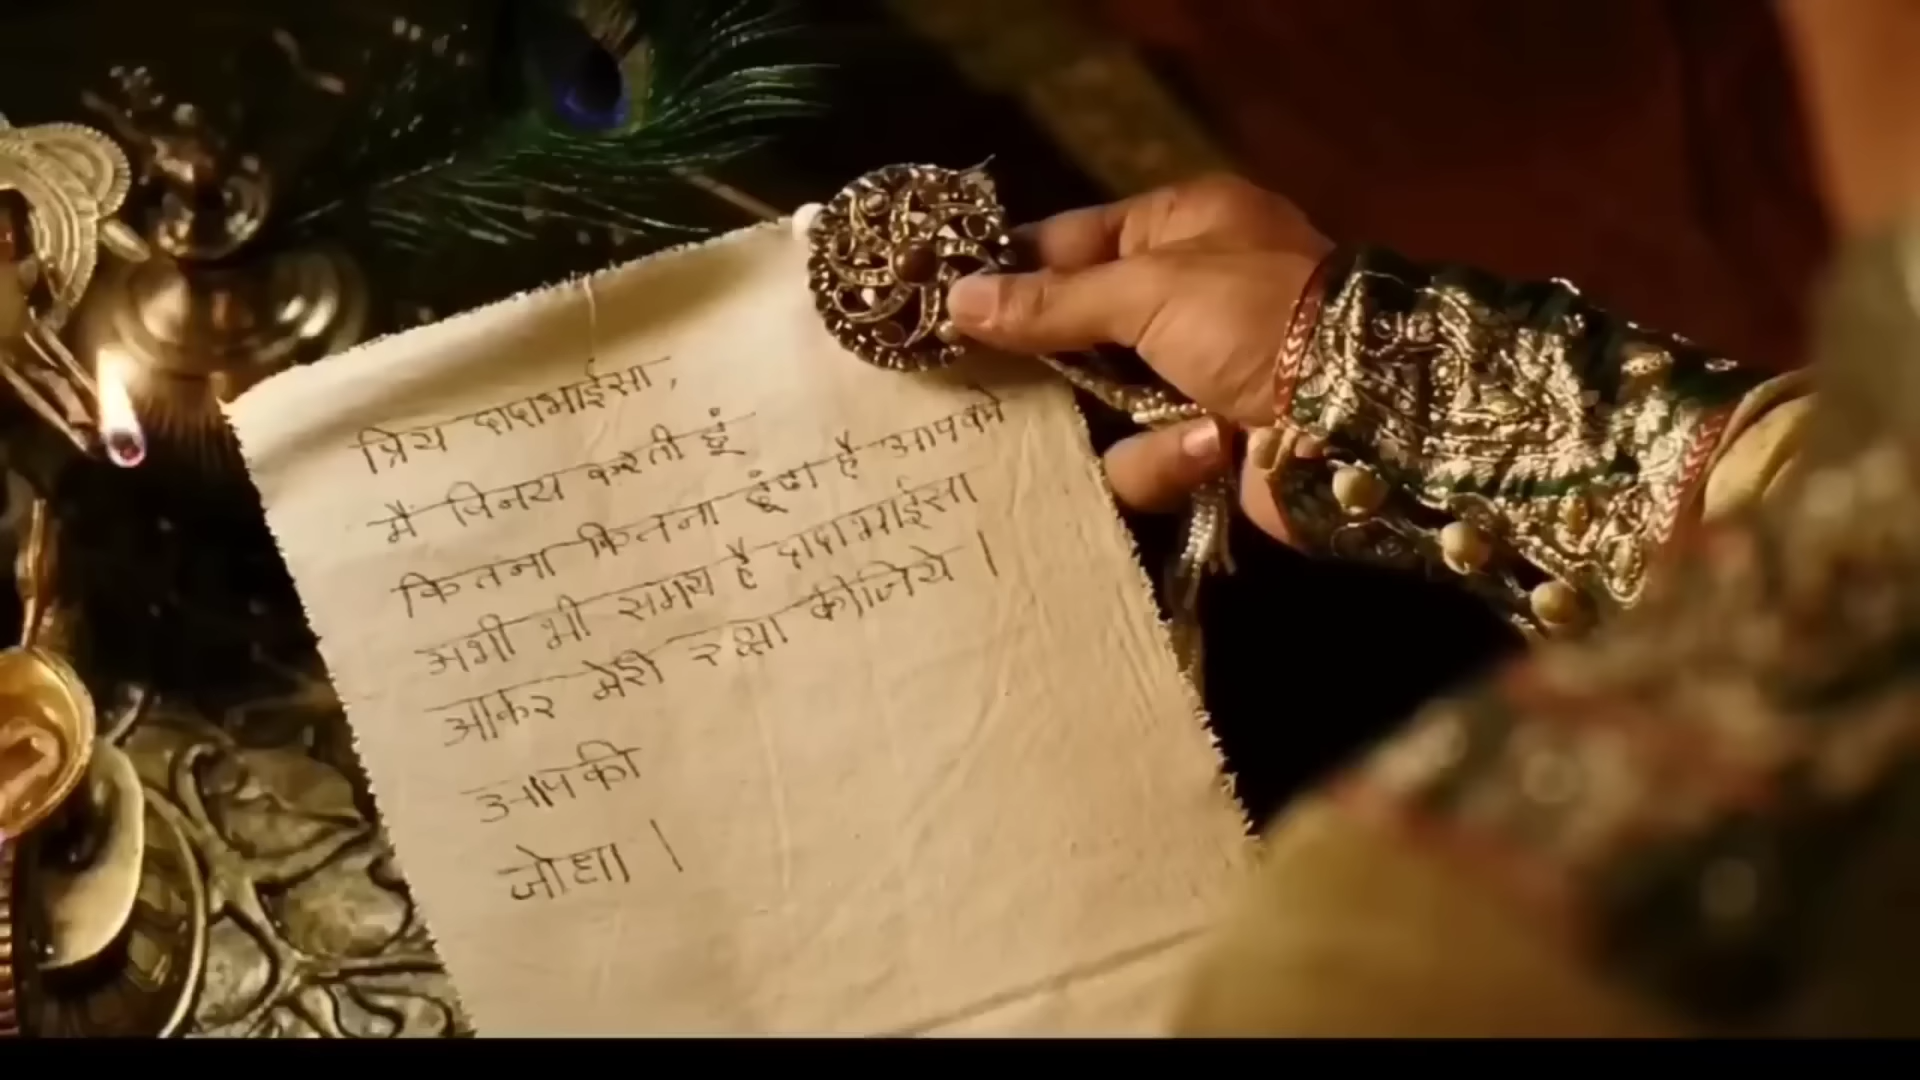 प्रिय दादाभाईसा,
मैं विनय करती हूं
कितना कितना ढूंढा है आपको
अभी भी समय है दादाभाईसा
आकर मेरी रक्षा कीजिये।
आपकी
जोधा।